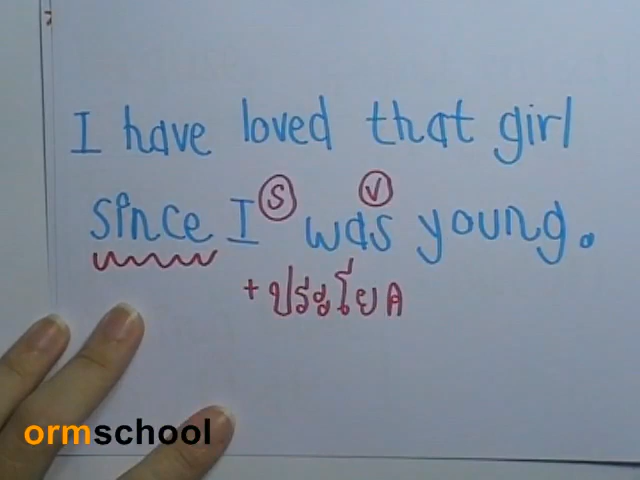 I have loved that girl
since I Ⓢ was Ⓥ young.
+ ประโยค
ormschool